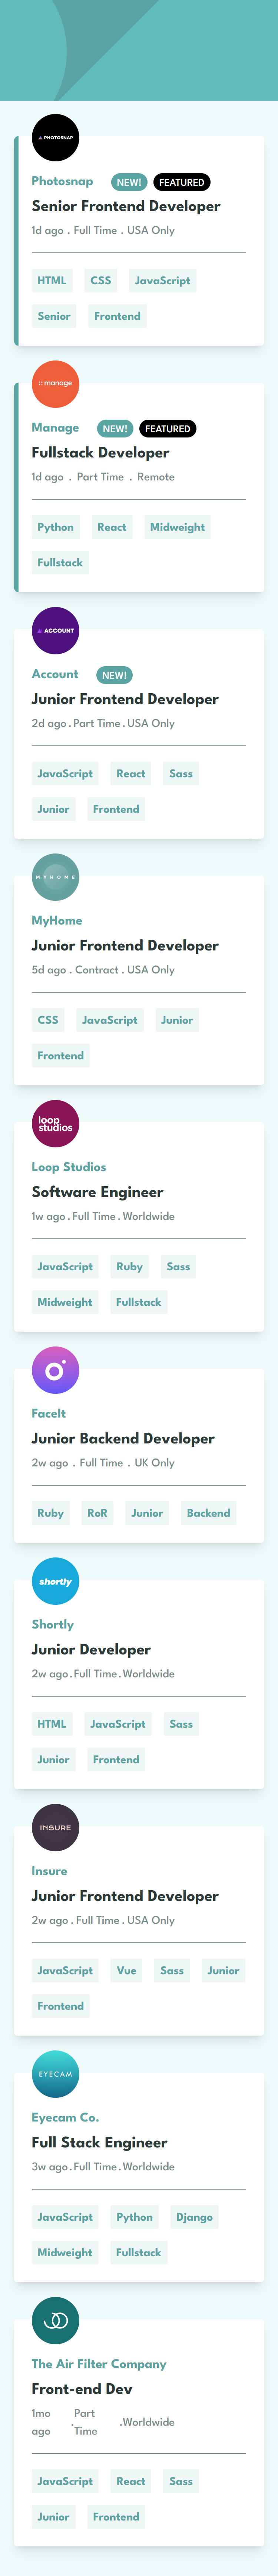 PHOTOSNAP
Photosnap NEW! FEATURED
Senior Frontend Developer
1d ago . Full Time . USA Only
HTML CSS JavaScript
Senior Frontend
manage
Manage NEW! FEATURED
Fullstack Developer
1d ago . Part Time . Remote
Python React Midweight
Fullstack
ACCOUNT
Account NEW!
Junior Frontend Developer
2d ago . Part Time . USA Only
JavaScript React Sass
Junior Frontend
MYHOME
MyHome
Junior Frontend Developer
5d ago . Contract . USA Only
CSS JavaScript Junior
Frontend
loop
studios
Loop Studios
Software Engineer
1w ago . Full Time . Worldwide
JavaScript Ruby Sass
Midweight Fullstack
FaceIt
Junior Backend Developer
2w ago . Full Time . UK Only
Ruby RoR Junior Backend
shortly
Shortly
Junior Developer
2w ago . Full Time . Worldwide
HTML JavaScript Sass
Junior Frontend
INSURE
Insure
Junior Frontend Developer
2w ago . Full Time . USA Only
JavaScript Vue Sass Junior
Frontend
EYECAM
Eyecam Co.
Full Stack Engineer
3w ago . Full Time . Worldwide
JavaScript Python Django
Midweight Fullstack
The Air Filter Company
Front-end Dev
1mo ago . Part Time . Worldwide
JavaScript React Sass
Junior Frontend